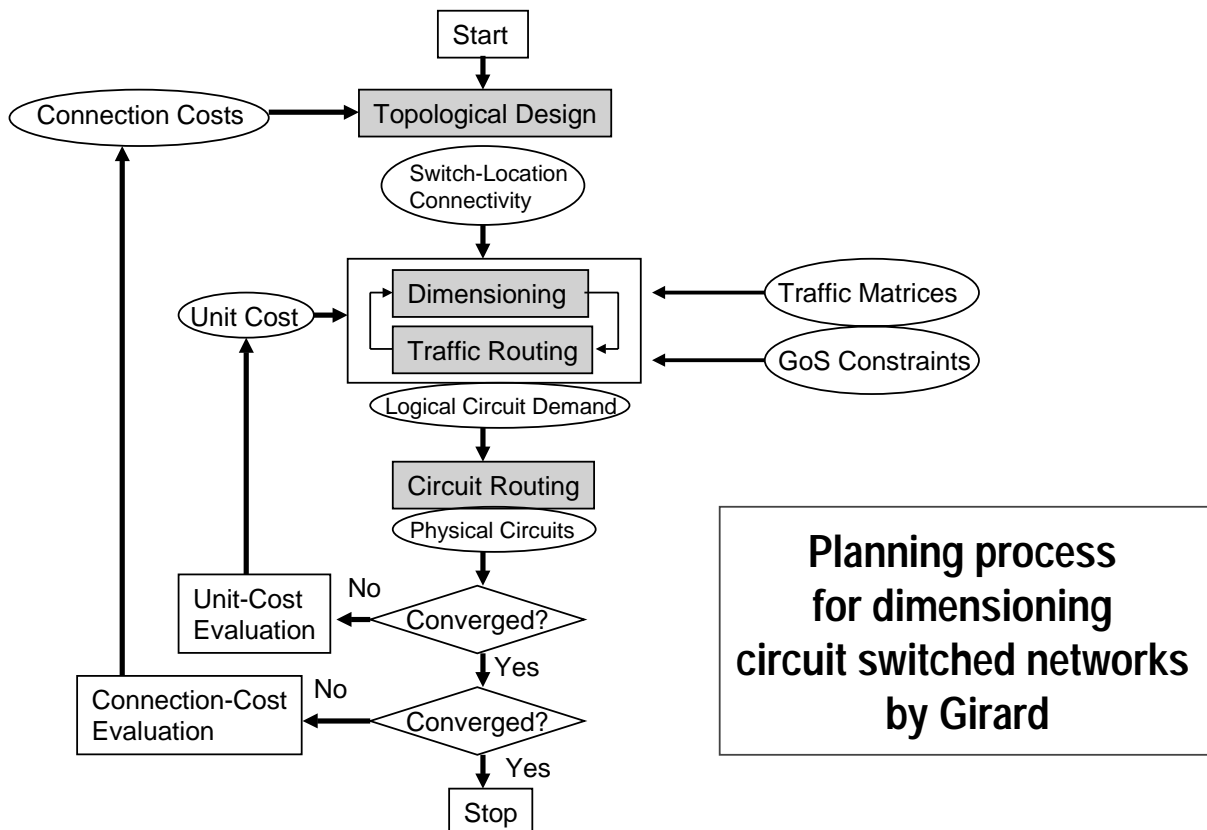 Start
Connection Costs
Topological Design
Switch-Location
Connectivity
Dimensioning
Unit Cost
Traffic Routing
Traffic Matrices
GoS Constraints
Logical Circuit Demand
Circuit Routing
Physical Circuits
No
Unit-Cost
Evaluation
Converged?
Yes
No
Connection-Cost
Evaluation
Converged?
Yes
Stop
Planning process
for dimensioning
circuit switched networks
by Girard